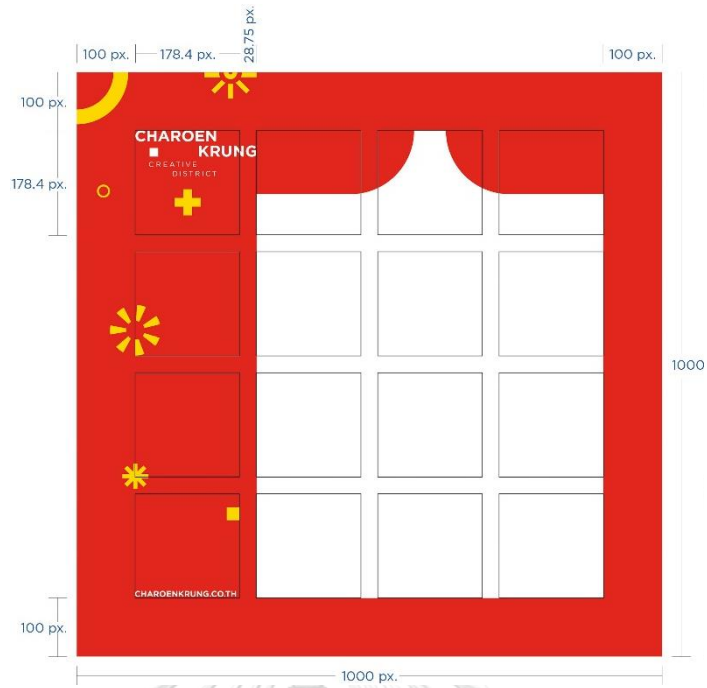 100 px.
178.4 px.
28.75 px.
100 px.
100 px.
178.4 px.
CHAROEN
KRUNG
CREATIVE
DISTRICT
1000
CHAROENKRUNG.CO.TH
100 px.
1000 px.